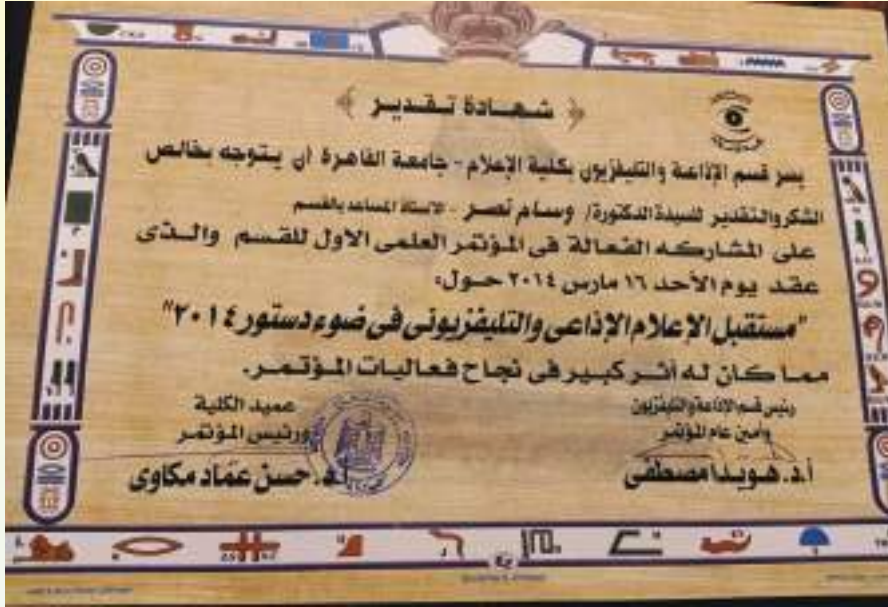 ﴿ شهادة تقدير ﴾
يسر قسم الإذاعة والتليفزيون بكلية الإعلام - جامعة القاهرة أن يتوجه بخالص
الشكر والتقدير للسيدة الدكتورة/ وسام نصر - الاستاذ المساعد بالقسم
على المشاركه الفعالة فى المؤتمر العلمى الاول للقسم والذى
عقد يوم الأحد ١٦ مارس ٢٠١٤ حول:
"مستقبل الإعلام الإذاعى والتليفزيونى فى ضوء دستور ٢٠١٤"
مما كان له أثر كبير فى نجاح فعاليات المؤتمر.
رئيس قسم الإذاعة والتليفزيون
وأمين عام المؤتمر
أ.د. هويدا مصطفى
عميد الكلية
ورئيس المؤتمر
أ.د. حسن عماد مكاوى